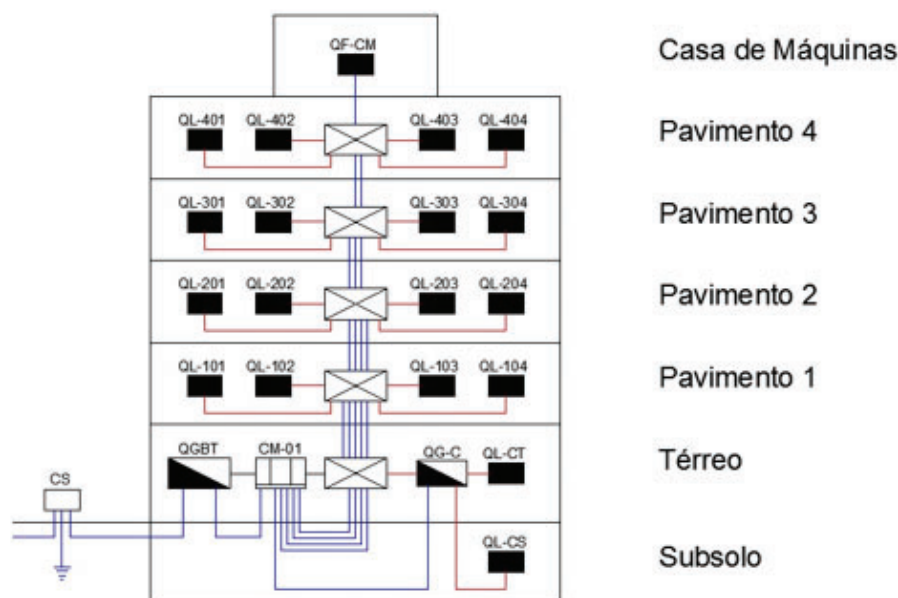 QF-CM
Casa de Máquinas
QL-401 QL-402 QL-403 QL-404
Pavimento 4
QL-301 QL-302 QL-303 QL-304
Pavimento 3
QL-201 QL-202 QL-203 QL-204
Pavimento 2
QL-101 QL-102 QL-103 QL-104
Pavimento 1
QGBT CM-01 QG-C QL-CT
Térreo
CS
QL-CS
Subsolo